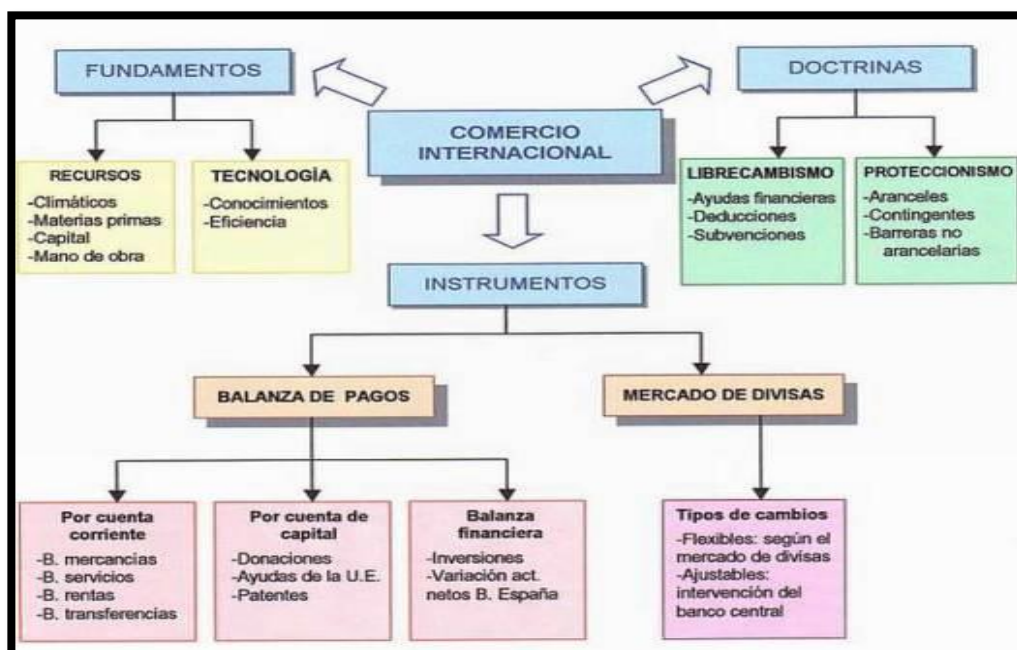 FUNDAMENTOS
DOCTRINAS
COMERCIO
INTERNACIONAL
RECURSOS
-Climáticos
-Materias primas
-Capital
-Mano de obra
TECNOLOGÍA
-Conocimientos
-Eficiencia
LIBRECAMBISMO
-Ayudas financieras
-Deducciones
-Subvenciones
PROTECCIONISMO
-Aranceles
-Contingentes
-Barreras no
arancelarias
INSTRUMENTOS
BALANZA DE PAGOS
MERCADO DE DIVISAS
Por cuenta
corriente
-B. mercancias
-B. servicios
-B. rentas
-B. transferencias
Por cuenta de
capital
-Donaciones
-Ayudas de la U.E.
-Patentes
Balanza
financiera
-Inversiones
-Variación act.
netos B. España
Tipos de cambios
-Flexibles: según el
mercado de divisas
-Ajustables:
intervención del
banco central